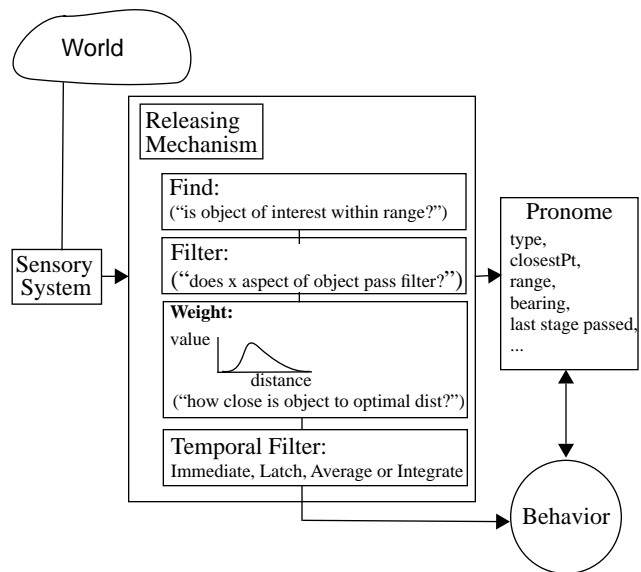 World
Releasing
Mechanism
Find:
(“is object of interest within range?”)
Filter:
(“does x aspect of object pass filter?”)
Weight:
value
distance
(“how close is object to optimal dist?”)
Temporal Filter:
Immediate, Latch, Average or Integrate
Sensory
System
Pronome
type,
closestPt,
range,
bearing,
last stage passed,
...
Behavior